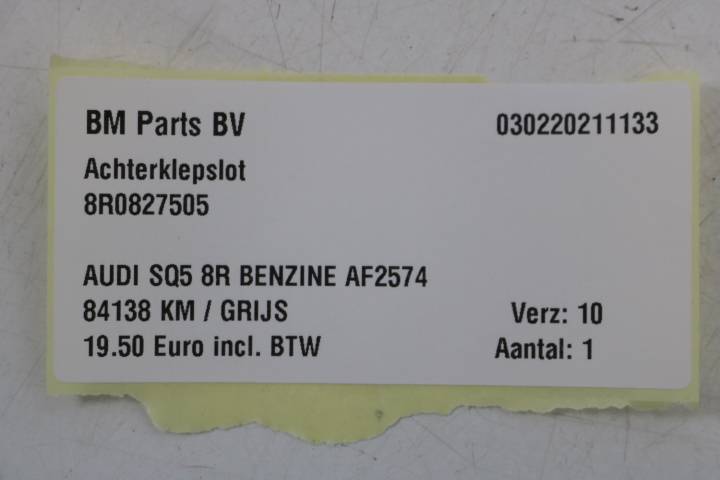 BM Parts BV 030220211133
Achterklepslot
8R0827505
AUDI SQ5 8R BENZINE AF2574
84138 KM / GRIJS Verz: 10
19.50 Euro incl. BTW Aantal: 1